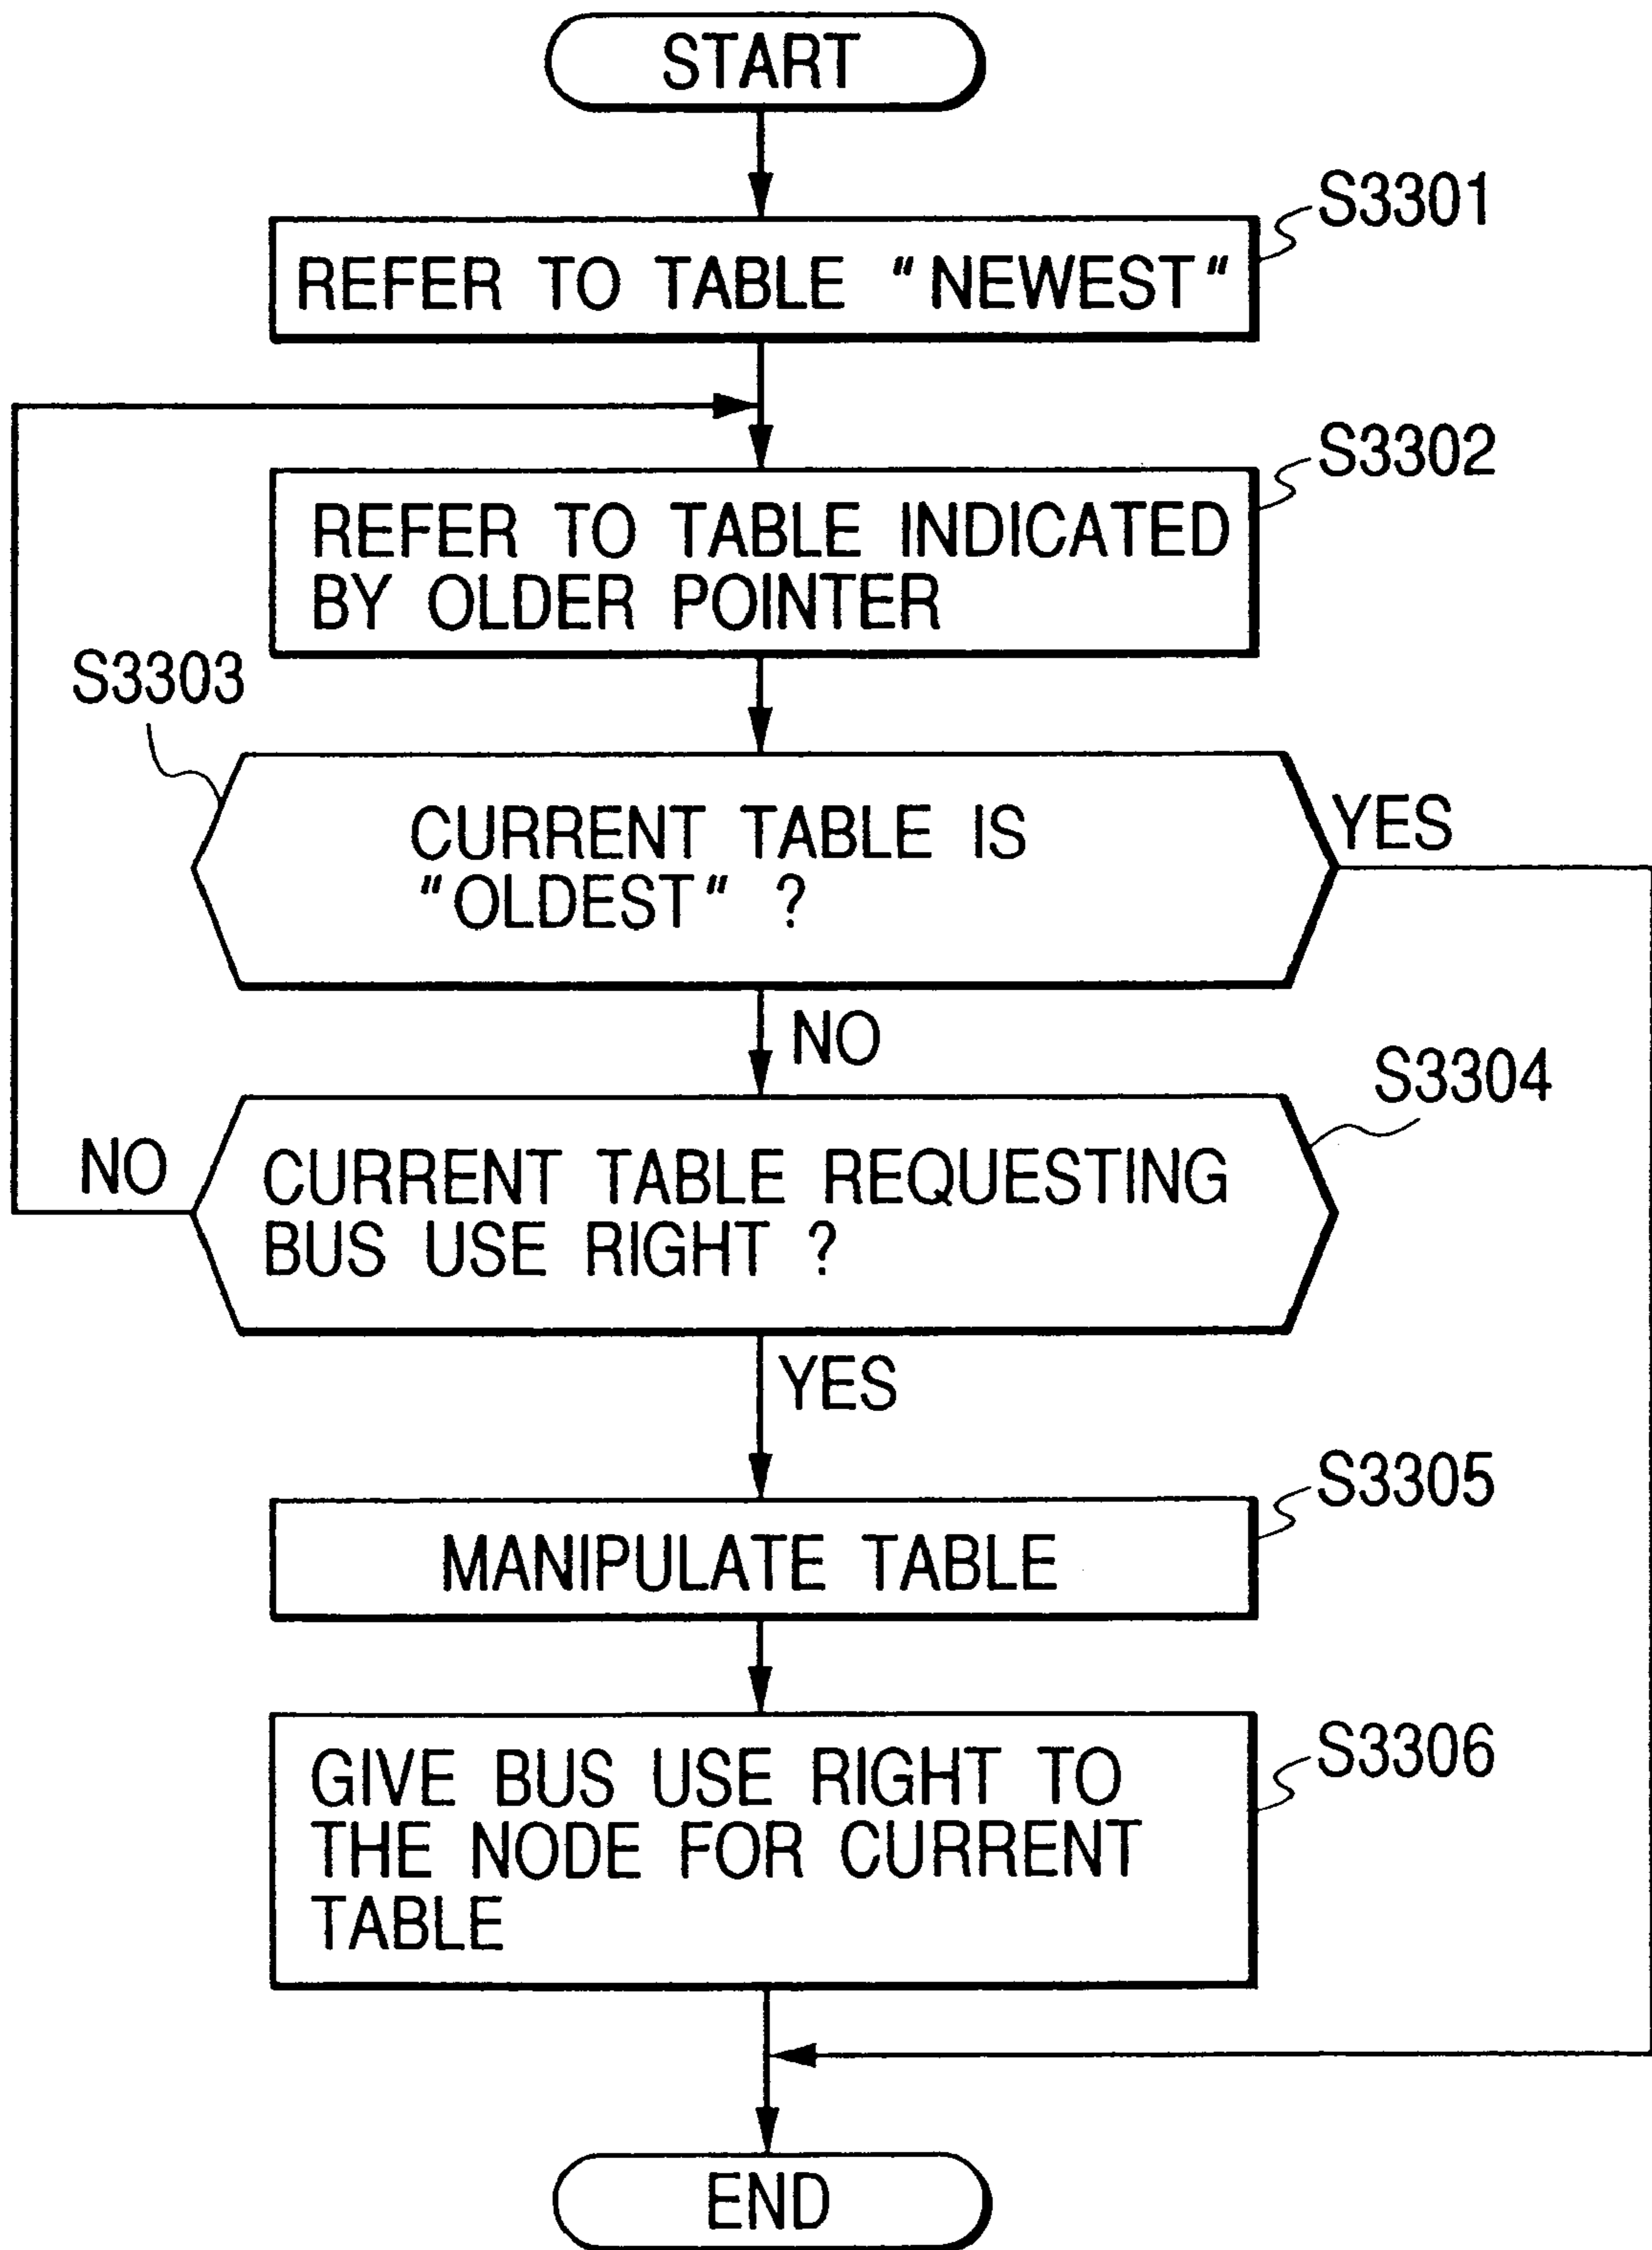 START
S3301
REFER TO TABLE "NEWEST"
S3302
REFER TO TABLE INDICATED
BY OLDER POINTER
S3303
CURRENT TABLE IS
"OLDEST" ?
YES
NO
S3304
NO
CURRENT TABLE REQUESTING
BUS USE RIGHT ?
YES
S3305
MANIPULATE TABLE
S3306
GIVE BUS USE RIGHT TO
THE NODE FOR CURRENT
TABLE
END